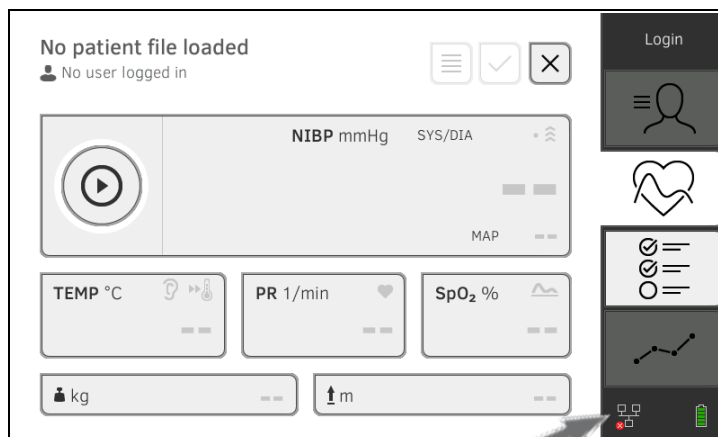 No patient file loaded
No user logged in
Login
NIBP mmHg SYS/DIA
-- --
MAP --
TEMP °C
--
PR 1/min
--
SpO₂ %
--
kg --
m --